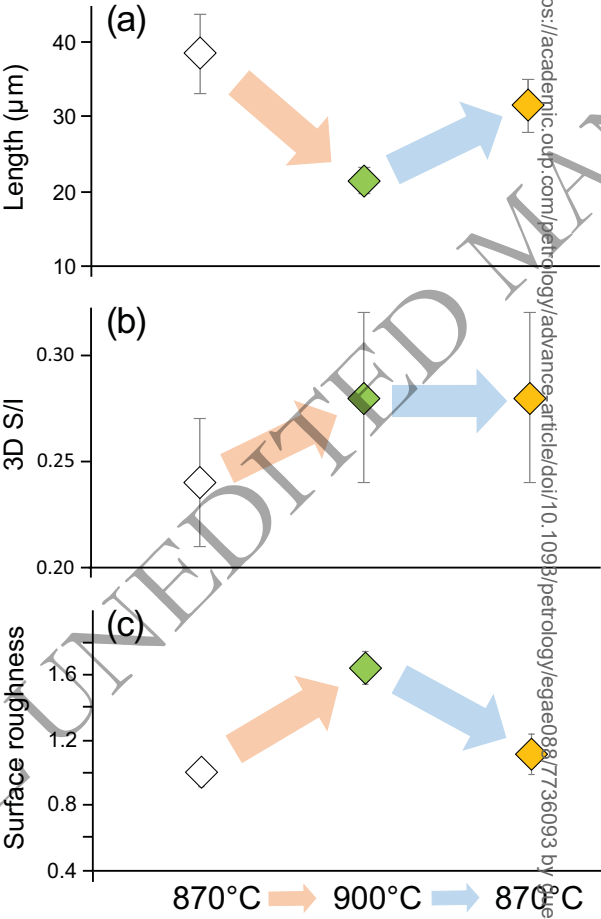 (a)
Length (μm)
40
30
20
10
(b)
3D S/I
0.30
0.25
0.20
(c)
Surface roughness
1.6
1.2
0.8
0.4
870°C
900°C
870°C
UNEDITED MA
ps://academic.oup.com/petrology/advance-article/doi/10.1093/petrology/egae088/7736093 by gue